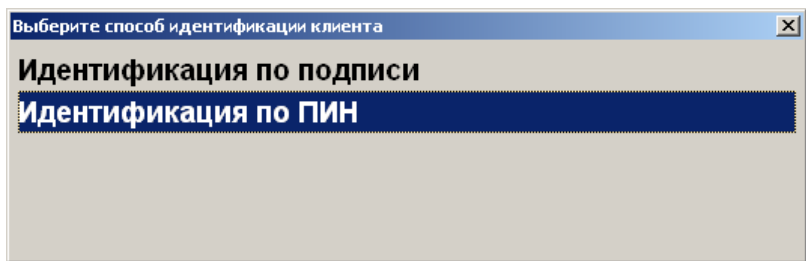 Выберите способ идентификации клиента
Идентификация по подписи
Идентификация по ПИН